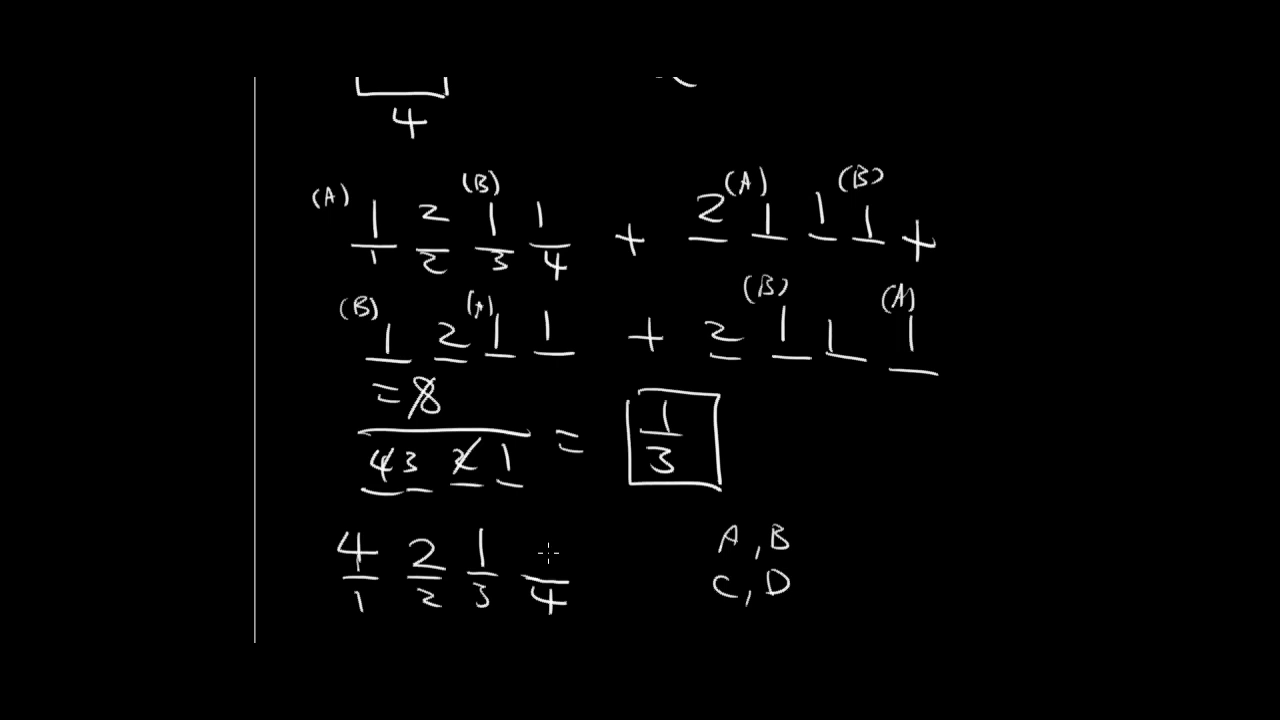 4
(A) (B) (A) (B)
1 2 1 1 + 2 1 1 1 +
1 2 3 4
(B) (A) (B) (A)
1 2 1 1 + 2 1 1 1
= 8
4 3 2 1 = 1/3
4 2 1 A, B
1 2 3 4 C, D